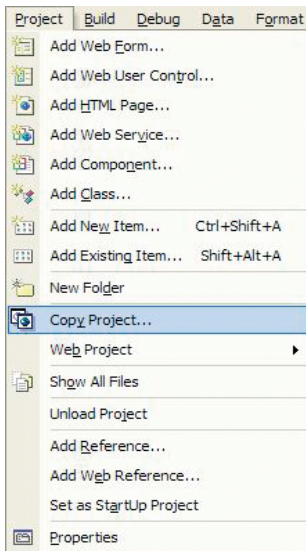 Project Build Debug Data Format
Add Web Form...
Add Web User Control...
Add HTML Page...
Add Web Service...
Add Component...
Add Class...
Add New Item... Ctrl+Shift+A
Add Existing Item... Shift+Alt+A
New Folder
Copy Project...
Web Project
Show All Files
Unload Project
Add Reference...
Add Web Reference...
Set as StartUp Project
Properties